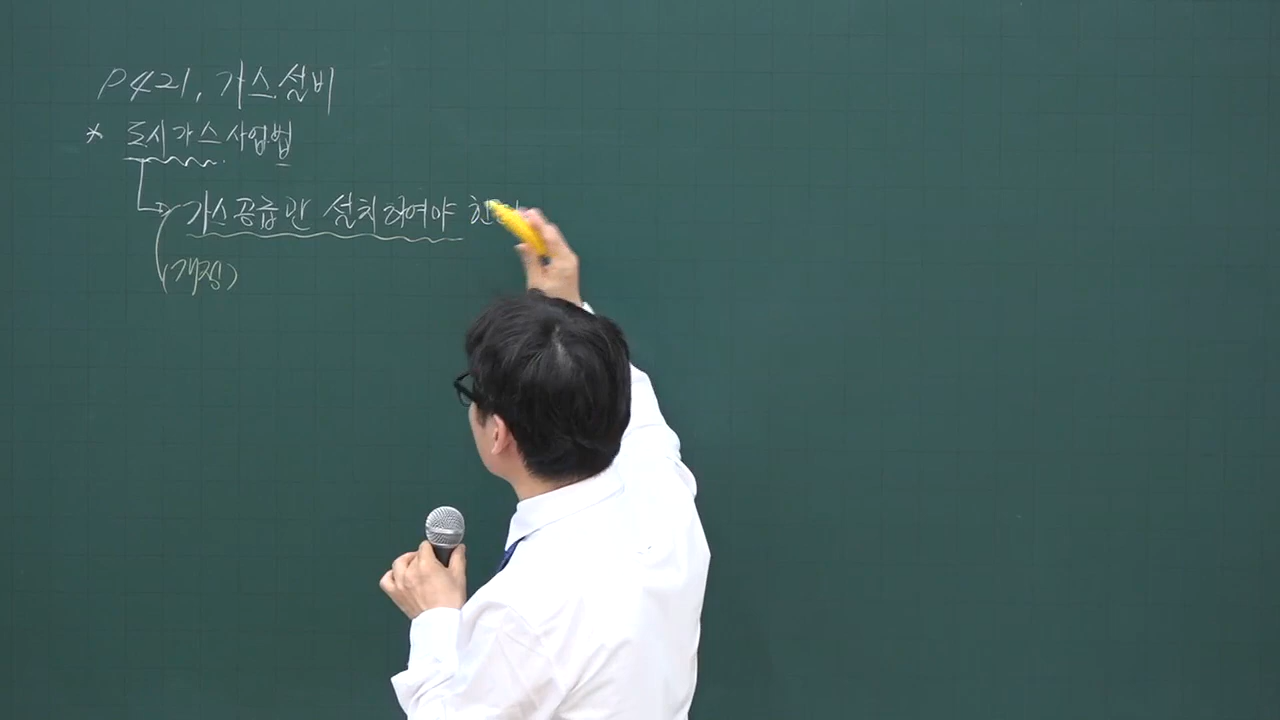 P421. 가스설비
* 도시가스사업법
가스공급만 설치하여야 한다
(개정)